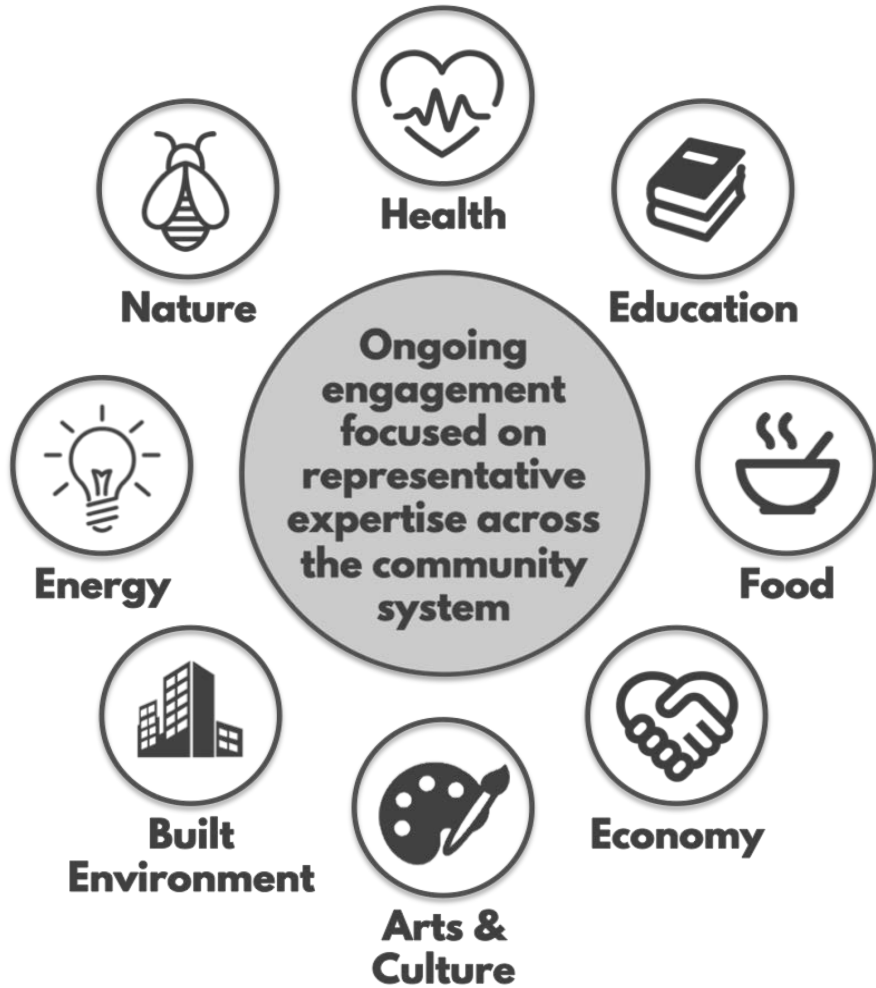 Health
Nature
Education
Ongoing
engagement
focused on
representative
expertise across
the community
system
Energy
Food
Built
Environment
Economy
Arts &
Culture